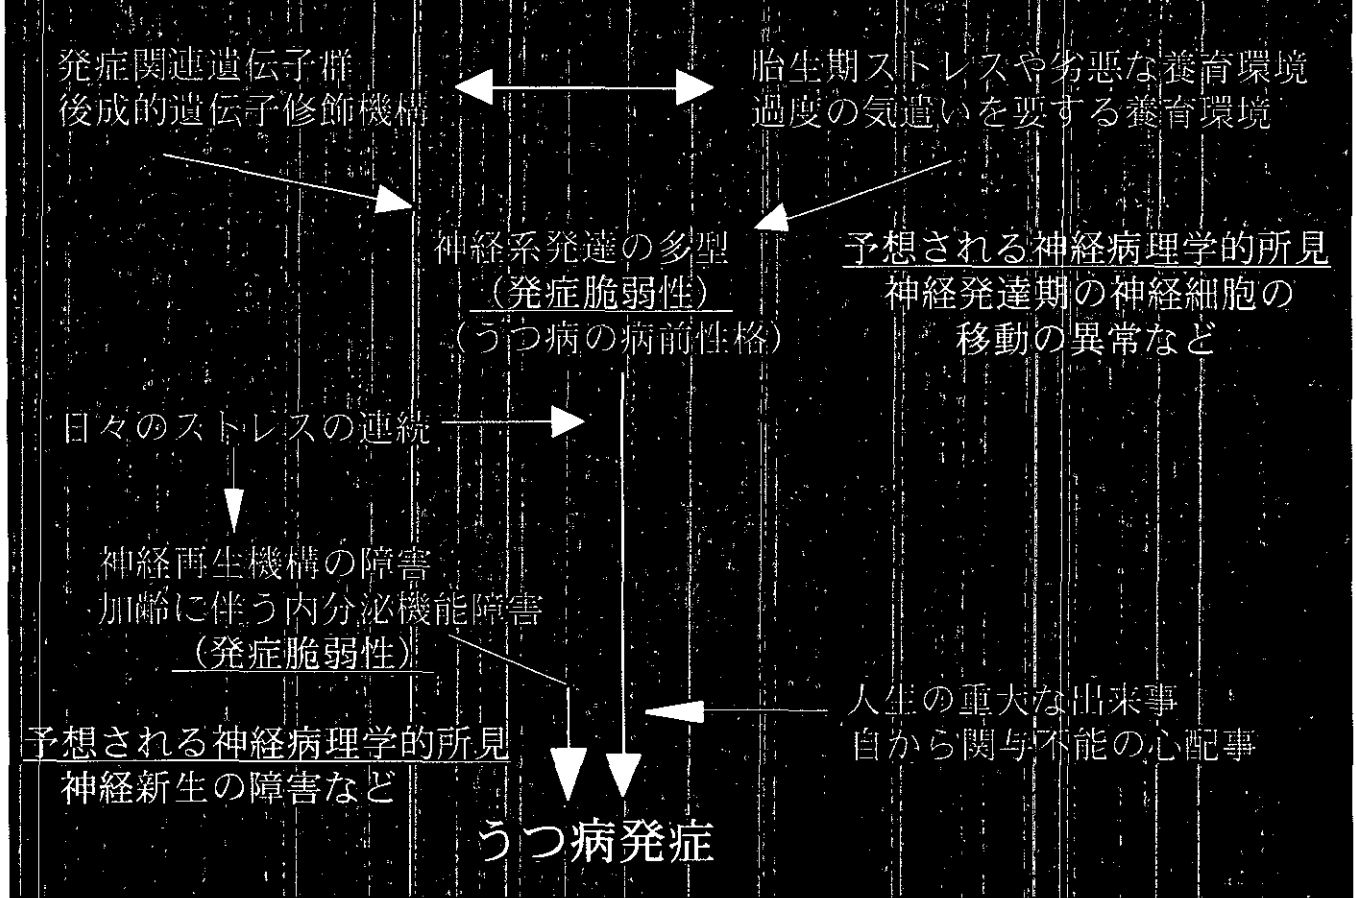 発症関連遺伝子群
後成的遺伝子修飾機構
胎生期ストレスや劣悪な養育環境
過度の気遣いを要する養育環境
神経系発達の多型
（発症脆弱性）
（うつ病の病前性格）
予想される神経病理学的所見
神経発達期の神経細胞の
移動の異常など
日々のストレスの連続
神経再生機構の障害
加齢に伴う内分泌機能障害
（発症脆弱性）
予想される神経病理学的所見
神経新生の障害など
人生の重大な出来事
自から関与不能の心配事
うつ病発症